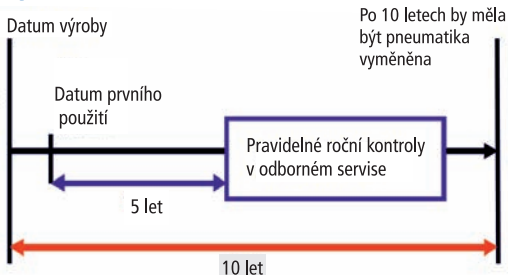 Datum výroby
Po 10 letech by měla
být pneumatika
vyměněna
Datum prvního
použití
Pravidelné roční kontroly
v odborném servise
5 let
10 let